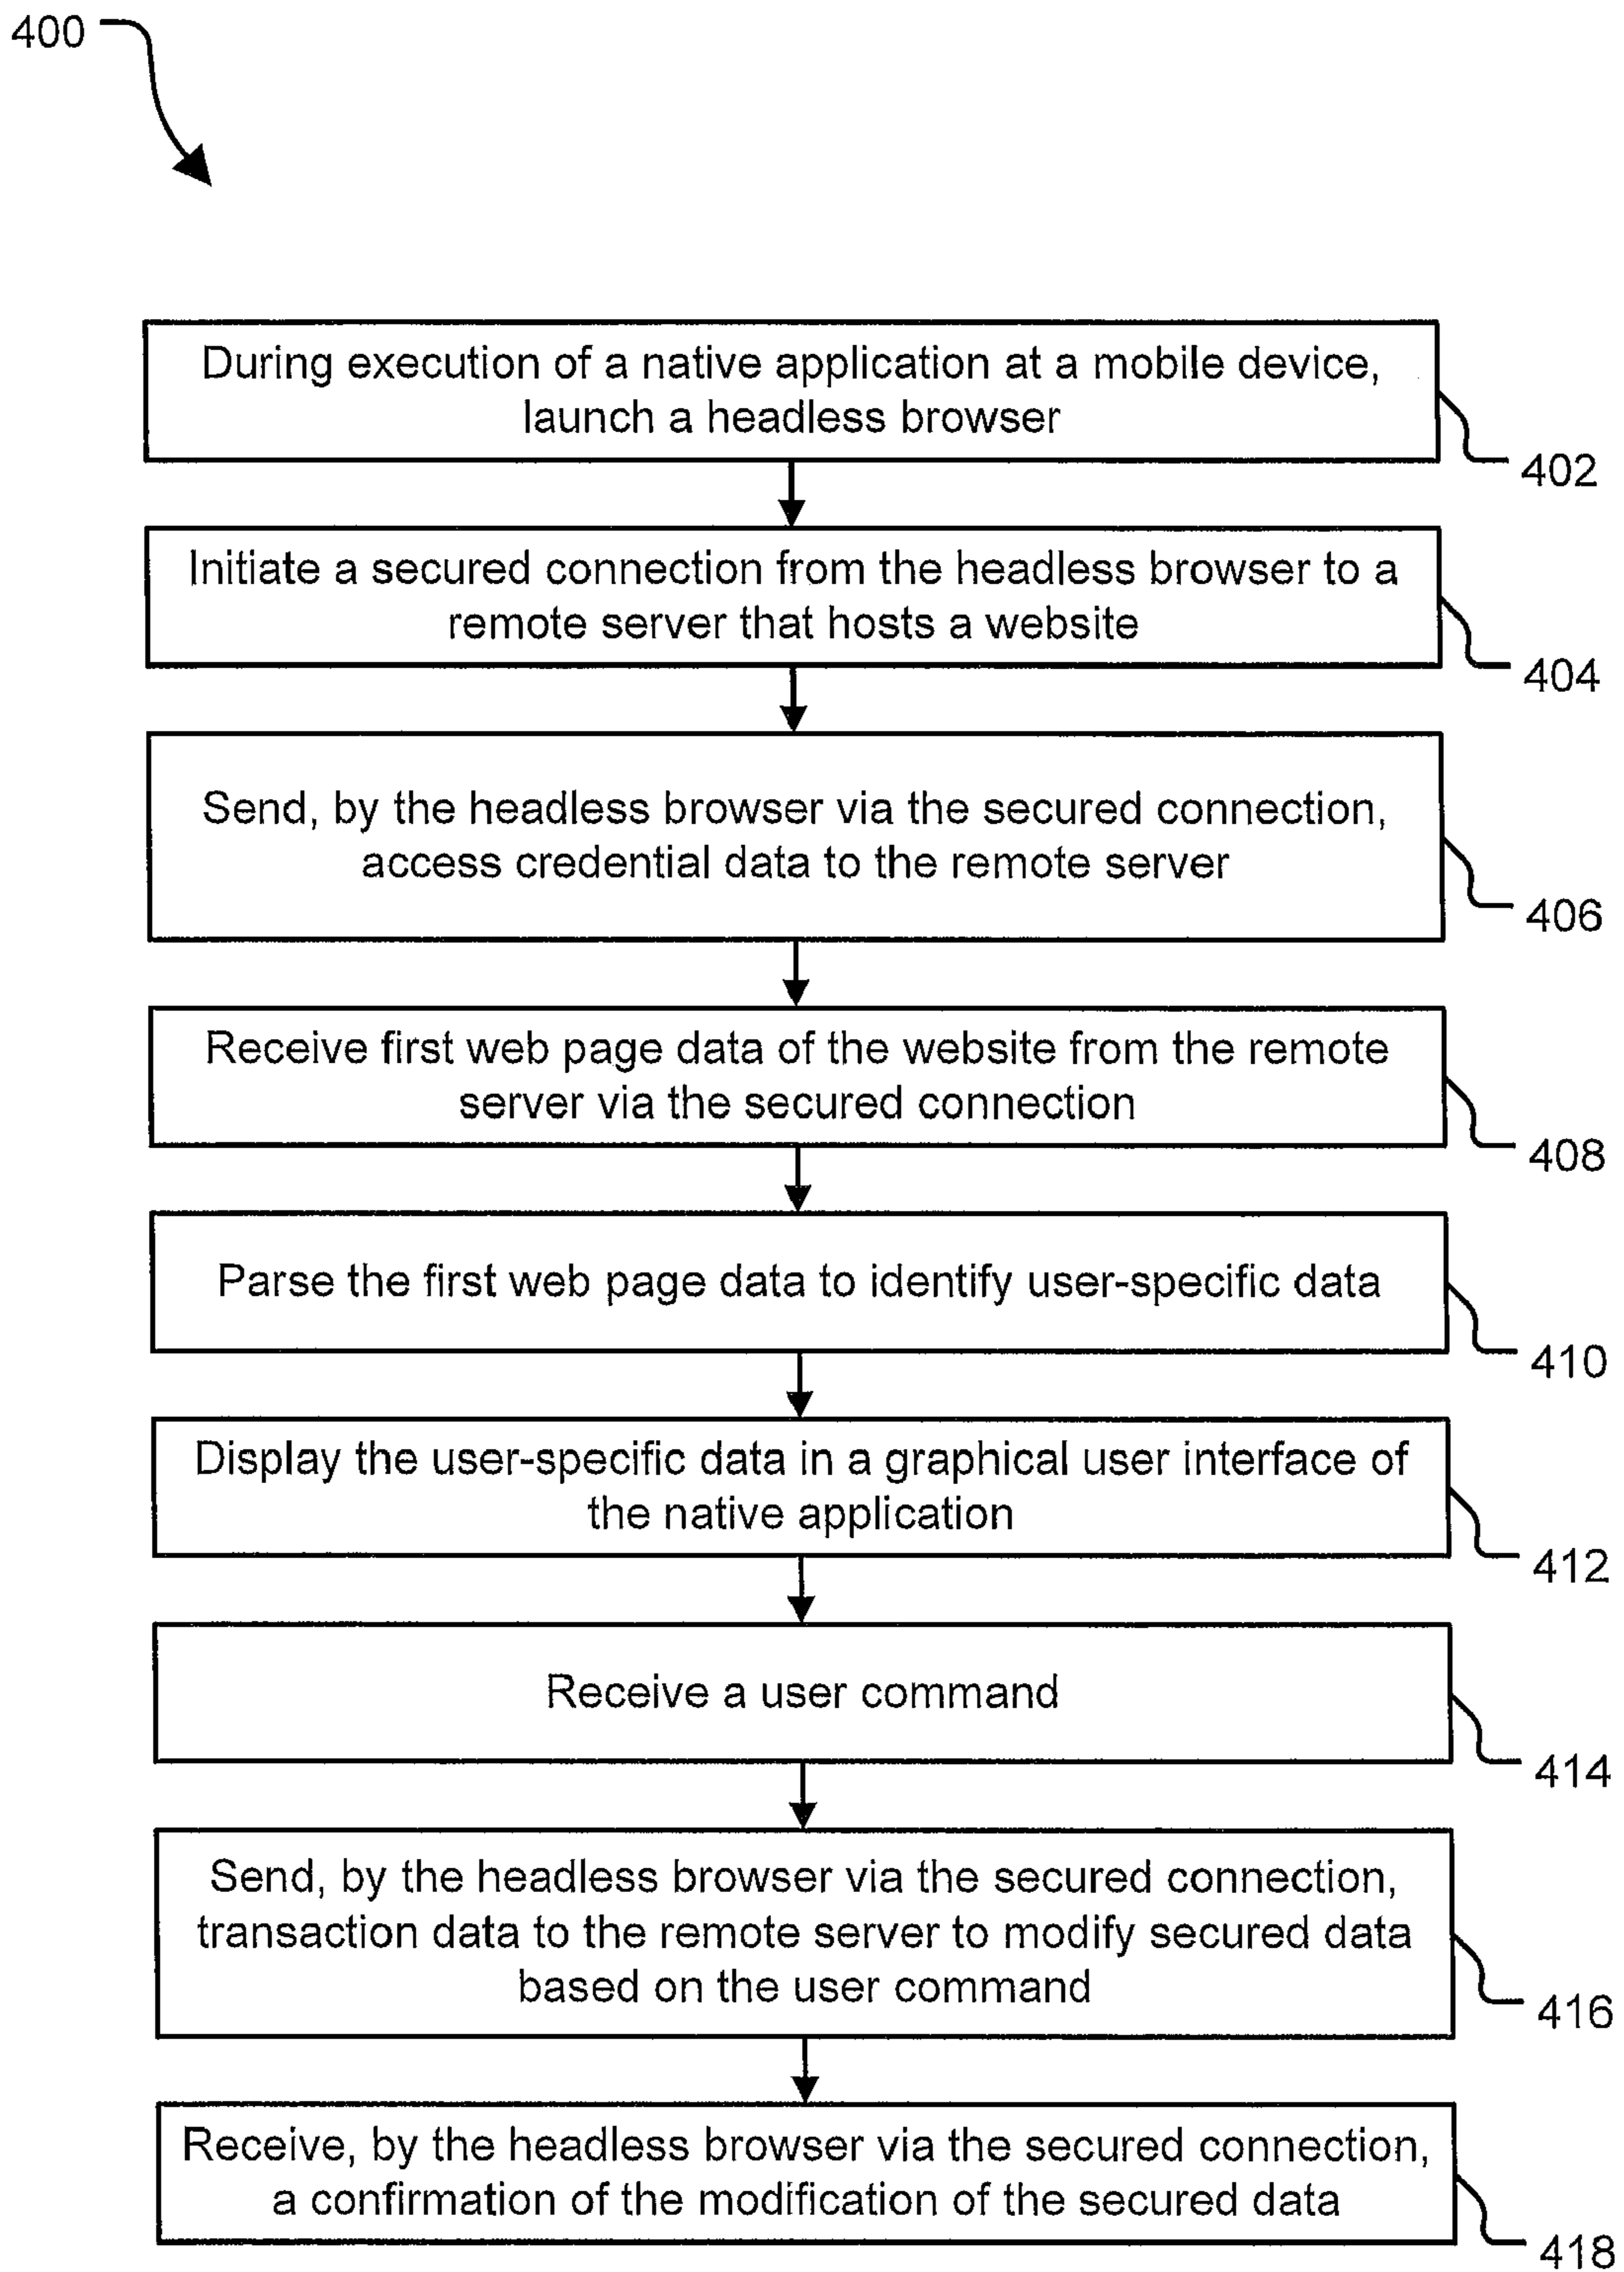 400
During execution of a native application at a mobile device,
launch a headless browser
402
Initiate a secured connection from the headless browser to a
remote server that hosts a website
404
Send, by the headless browser via the secured connection,
access credential data to the remote server
406
Receive first web page data of the website from the remote
server via the secured connection
408
Parse the first web page data to identify user-specific data
410
Display the user-specific data in a graphical user interface of
the native application
412
Receive a user command
414
Send, by the headless browser via the secured connection,
transaction data to the remote server to modify secured data
based on the user command
416
Receive, by the headless browser via the secured connection,
a confirmation of the modification of the secured data
418